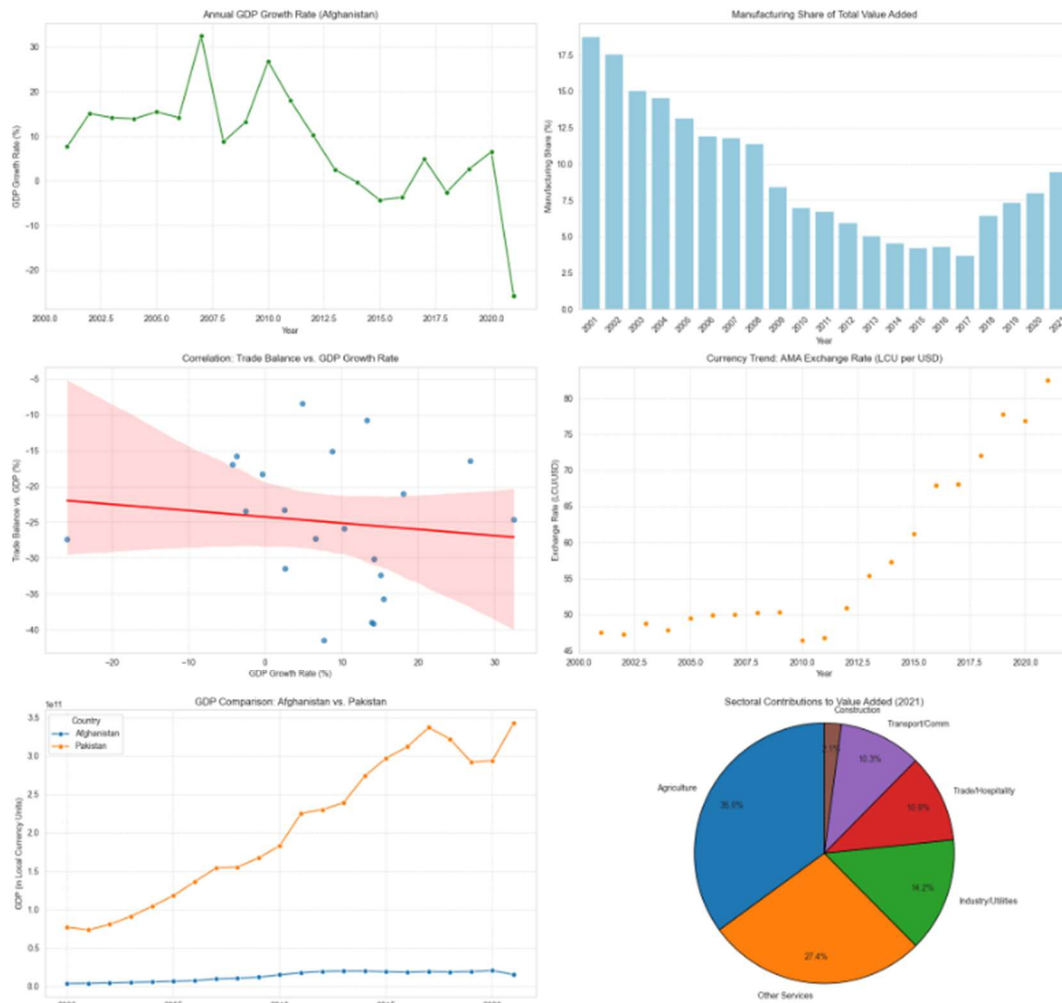 Annual GDP Growth Rate (Afghanistan)
GDP Growth Rate (%)
30
20
10
0
−10
−20
2000.0 2002.5 2005.0 2007.5 2010.0 2012.5 2015.0 2017.5 2020.0
Year
Manufacturing Share of Total Value Added
Manufacturing Share (%)
17.5
15.0
12.5
10.0
7.5
5.0
2.5
0.0
2001 2002 2003 2004 2005 2006 2007 2008 2009 2010 2011 2012 2013 2014 2015 2016 2017 2018 2019 2020 2021
Year
Correlation: Trade Balance vs. GDP Growth Rate
Trade Balance vs. GDP (%)
−5
−10
−15
−20
−25
−30
−35
−40
−20 −10 0 10 20 30
GDP Growth Rate (%)
Currency Trend: AMA Exchange Rate (LCU per USD)
Exchange Rate (LCU/USD)
80
75
70
65
60
55
50
45
2000.0 2002.5 2005.0 2007.5 2010.0 2012.5 2015.0 2017.5 2020.0
Year
GDP Comparison: Afghanistan vs. Pakistan
1e11
GDP (in Local Currency Units)
3.5
3.0
2.5
2.0
1.5
1.0
0.5
0.0
Country
Afghanistan
Pakistan
Sectoral Contributions to Value Added (2021)
Construction
2.1%
Transport/Comm
10.3%
Trade/Hospitality
10.9%
Industry/Utilities
14.2%
Other Services
27.4%
Agriculture